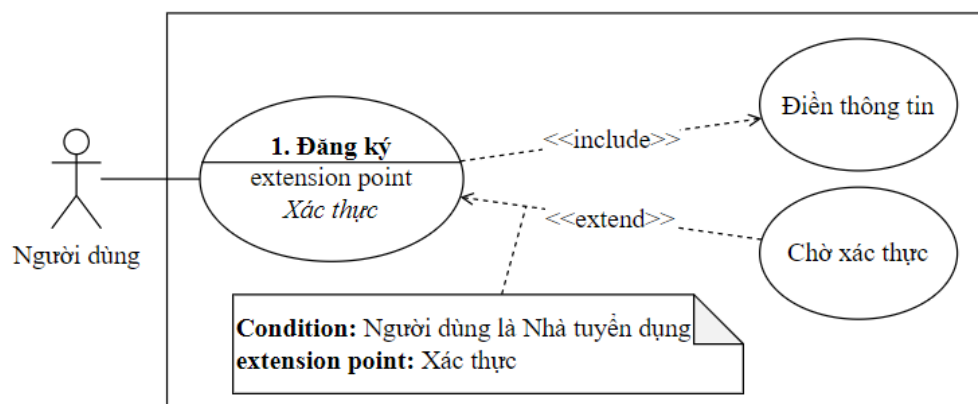 Điền thông tin
1. Đăng ký
<<include>>
extension point
Xác thực
<<extend>>
Người dùng
Chờ xác thực
Condition: Người dùng là Nhà tuyển dụng
extension point: Xác thực